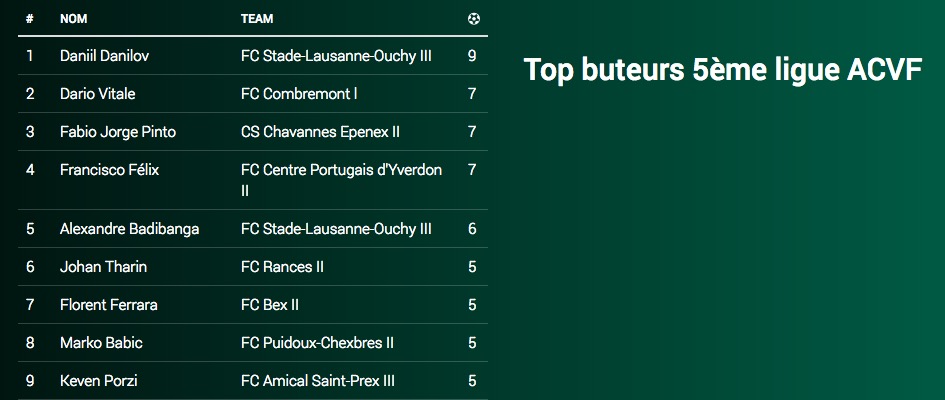 # NOM TEAM
1 Daniil Danilov FC Stade-Lausanne-Ouchy III 9
2 Dario Vitale FC Combremont I 7
3 Fabio Jorge Pinto CS Chavannes Epenex II 7
4 Francisco Félix FC Centre Portugais d'Yverdon 7
II
5 Alexandre Badibanga FC Stade-Lausanne-Ouchy III 6
6 Johan Tharin FC Rances II 5
7 Florent Ferrara FC Bex II 5
8 Marko Babic FC Puidoux-Chexbres II 5
9 Keven Porzi FC Amical Saint-Prex III 5
Top buteurs 5ème ligue ACVF